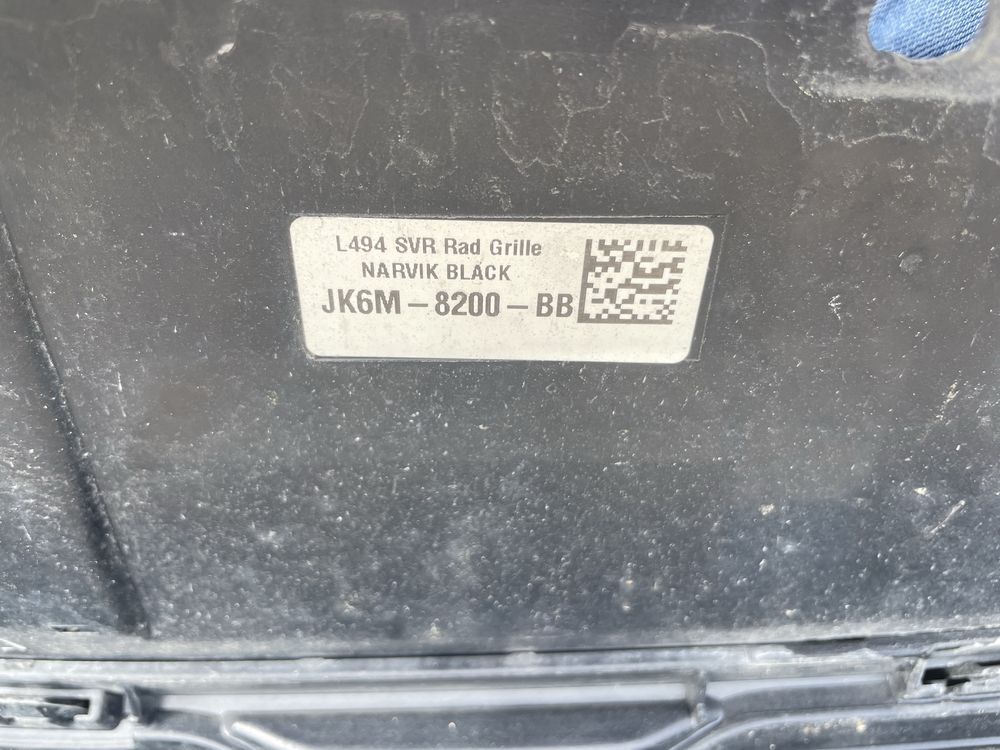 L494 SVR Rad Grille
NARVIK BLACK
JK6M – 8200 – BB